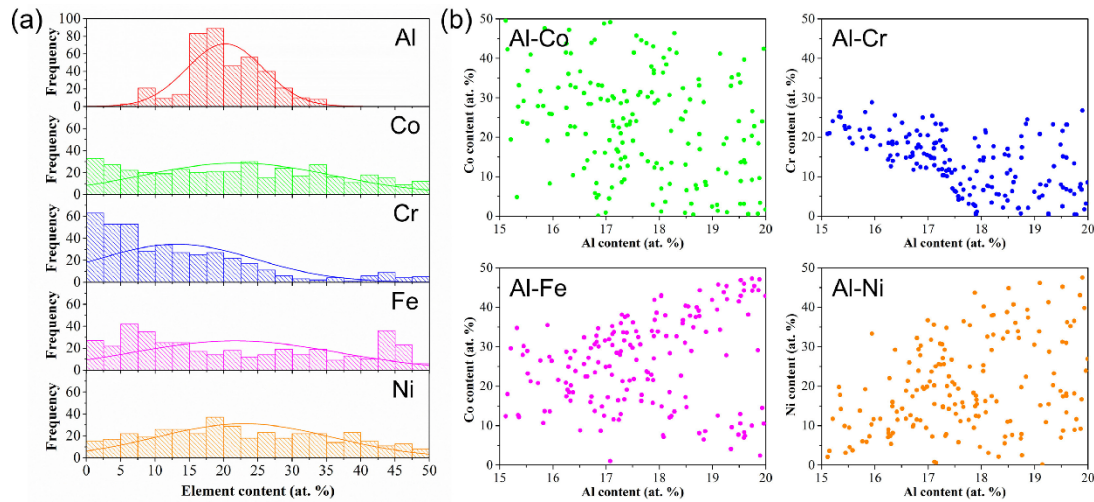 (a)
Al
Frequency
100
80
60
40
20
0
Co
Frequency
60
40
20
0
Cr
Frequency
60
40
20
0
Fe
Frequency
60
40
20
0
Ni
Frequency
60
40
20
0
0 5 10 15 20 25 30 35 40 45 50
Element content (at. %)
(b)
Al-Co
Co content (at. %)
50
40
30
20
10
0
15 16 17 18 19 20
Al content (at. %)
Al-Cr
Cr content (at. %)
50
40
30
20
10
0
15 16 17 18 19 20
Al content (at. %)
Al-Fe
Co content (at. %)
50
40
30
20
10
0
15 16 17 18 19 20
Al content (at. %)
Al-Ni
Ni content (at. %)
50
40
30
20
10
0
15 16 17 18 19 20
Al content (at. %)